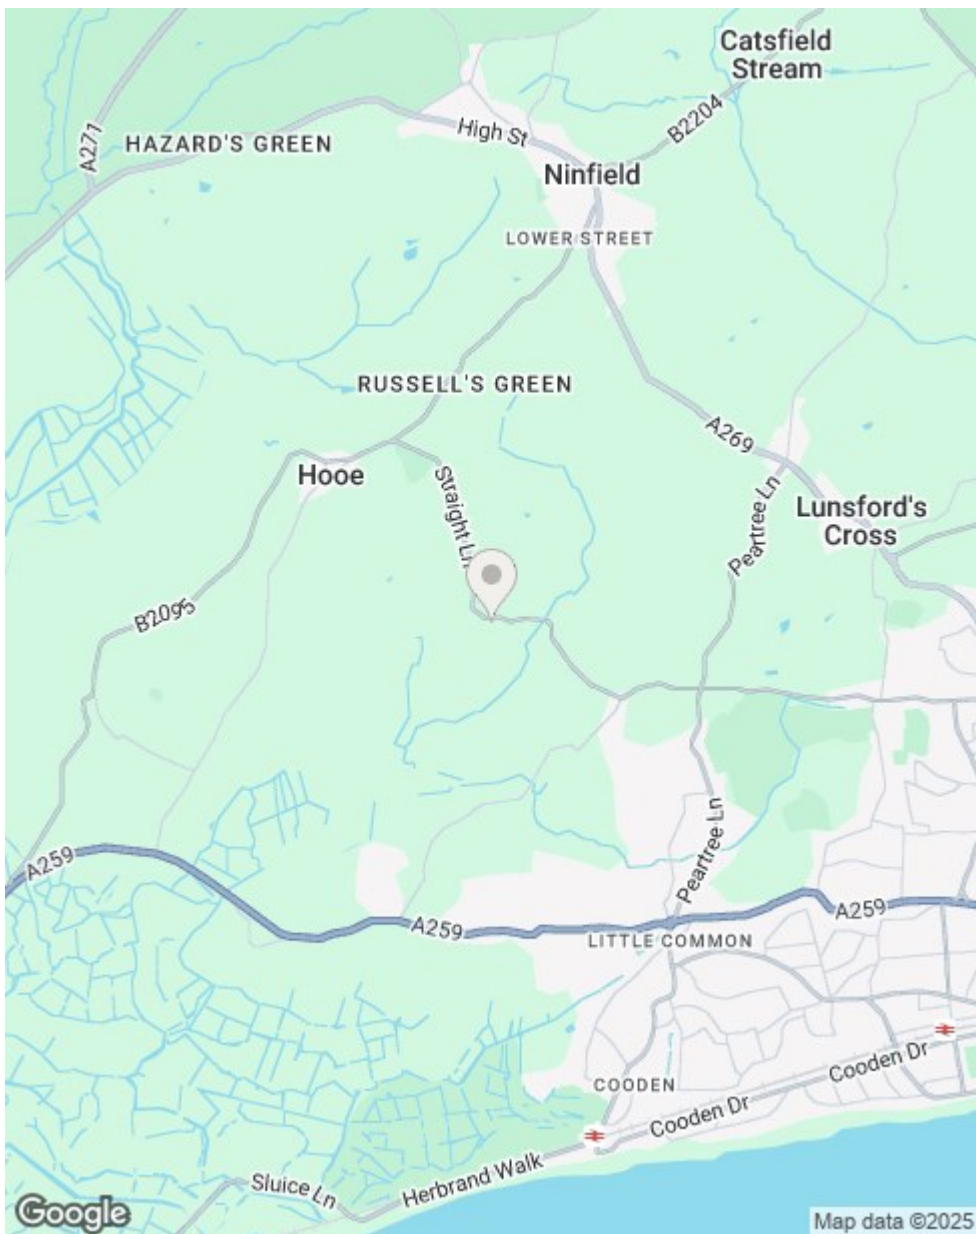 Catsfield
Stream
B2204
A271
HAZARD'S GREEN
High St
Ninfield
LOWER STREET
RUSSELL'S GREEN
A269
Hooe
Straight Ln
Peartree Ln
Lunsford's
Cross
B2095
Peartree Ln
A259
A259
A259
LITTLE COMMON
COODEN
Cooden Dr
Cooden Dr
Herbrand Walk
Sluice Ln
Google
Map data ©2025